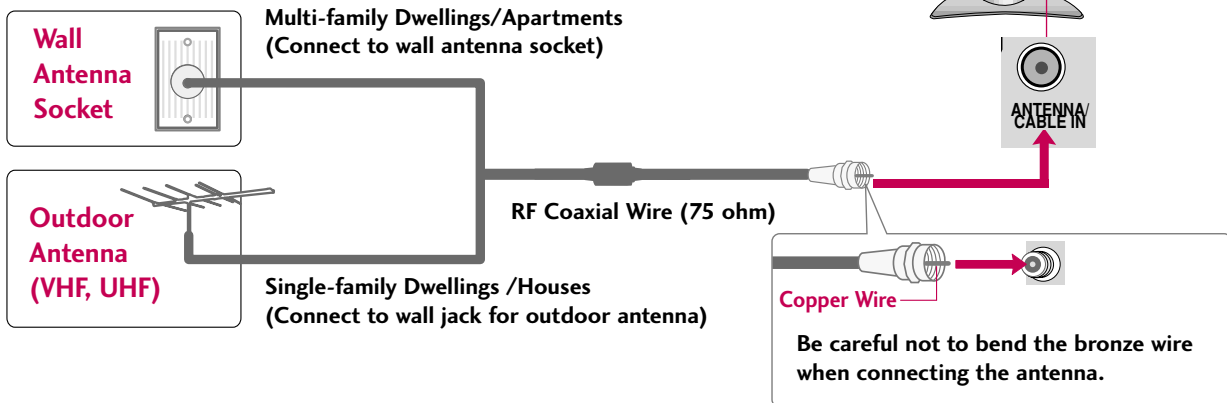 Wall
Antenna
Socket
Multi-family Dwellings/Apartments
(Connect to wall antenna socket)
ANTENNA/
CABLE IN
Outdoor
Antenna
(VHF, UHF)
RF Coaxial Wire (75 ohm)
Single-family Dwellings /Houses
(Connect to wall jack for outdoor antenna)
Copper Wire
Be careful not to bend the bronze wire
when connecting the antenna.